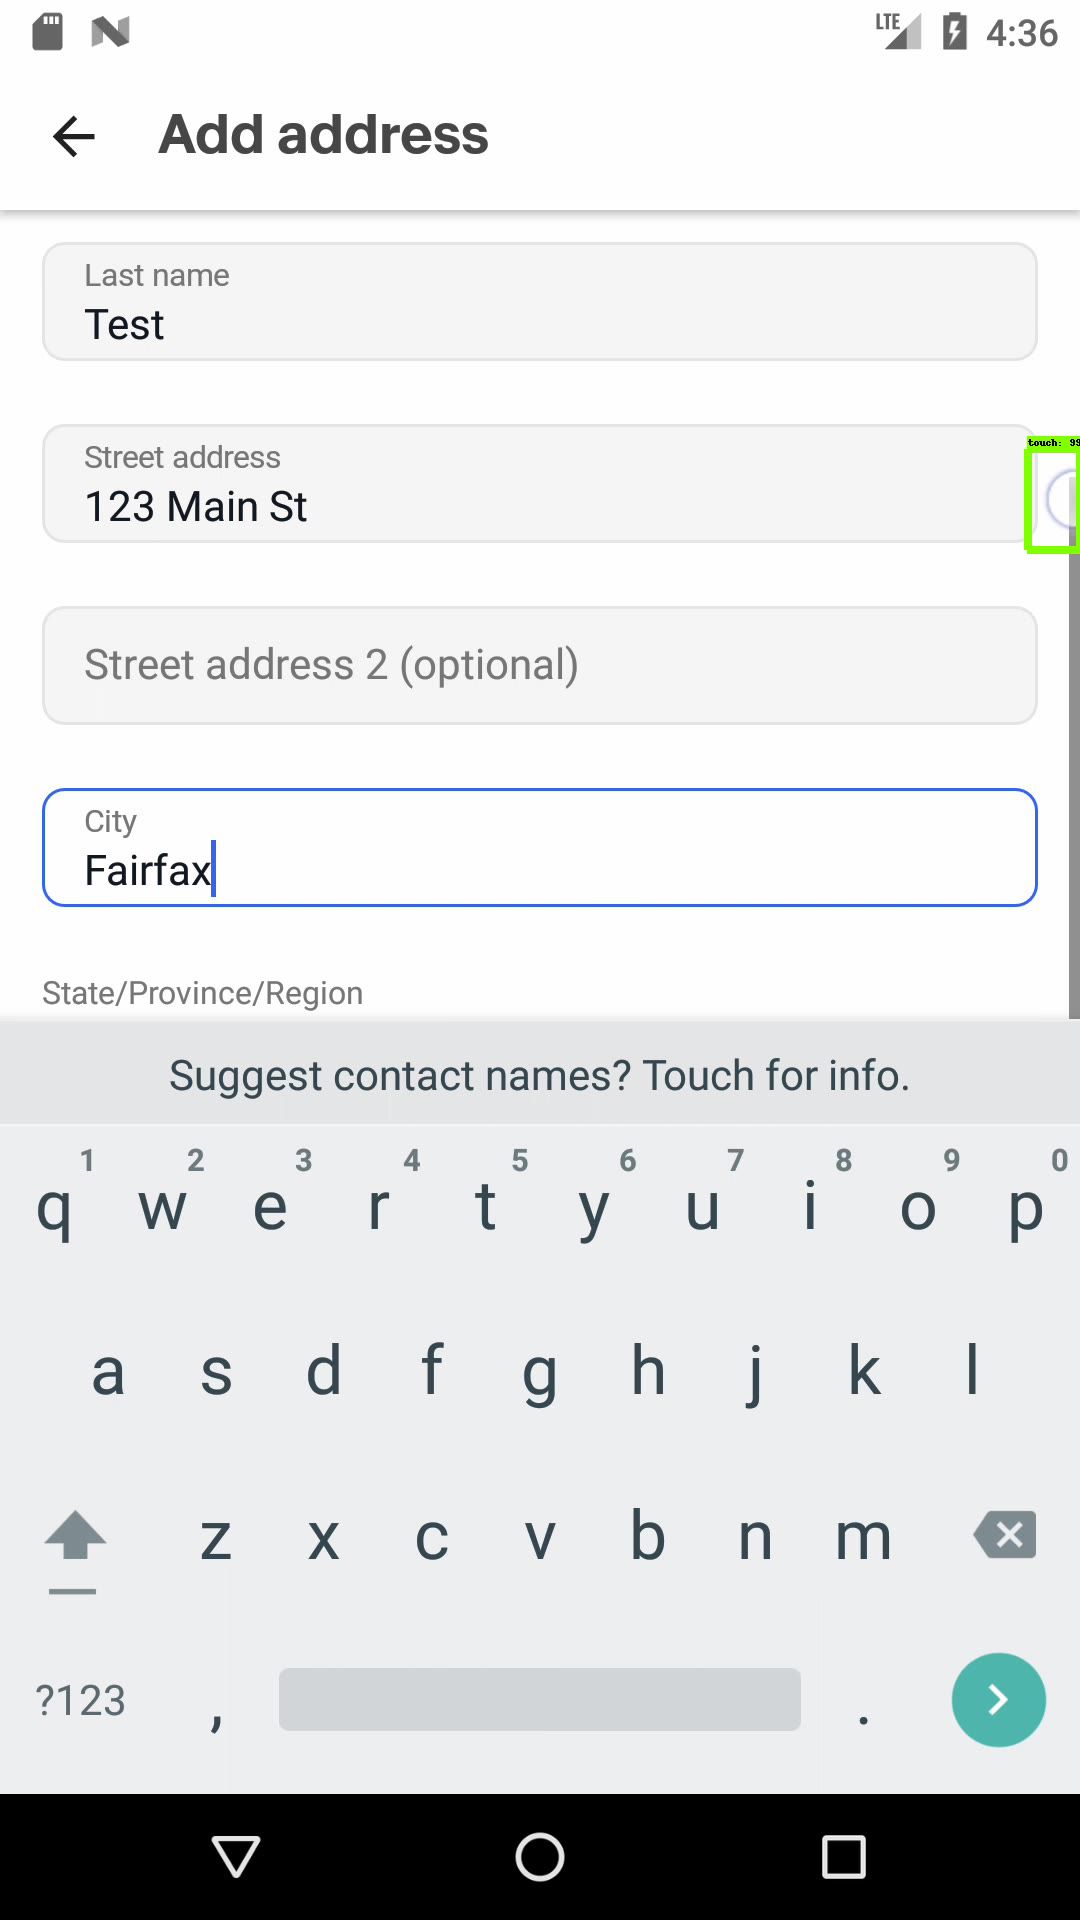 LTE 4:36
Add address
Last name
Test
Street address
123 Main St
touch: 99
Street address 2 (optional)
City
Fairfax
State/Province/Region
Suggest contact names? Touch for info.
1 2 3 4 5 6 7 8 9 0
q w e r t y u i o p
a s d f g h j k l
z x c v b n m
?123 , .